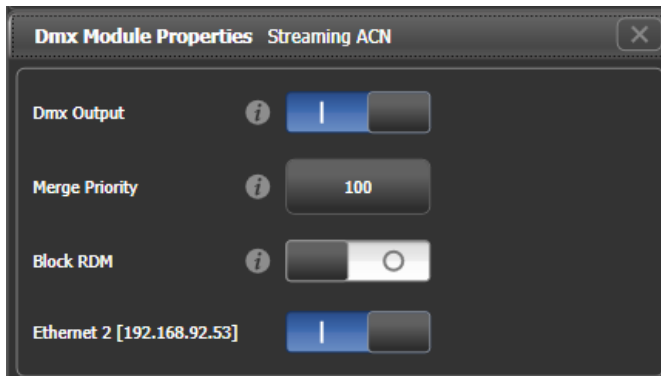 Dmx Module Properties Streaming ACN
Dmx Output
Merge Priority 100
Block RDM
Ethernet 2 [192.168.92.53]